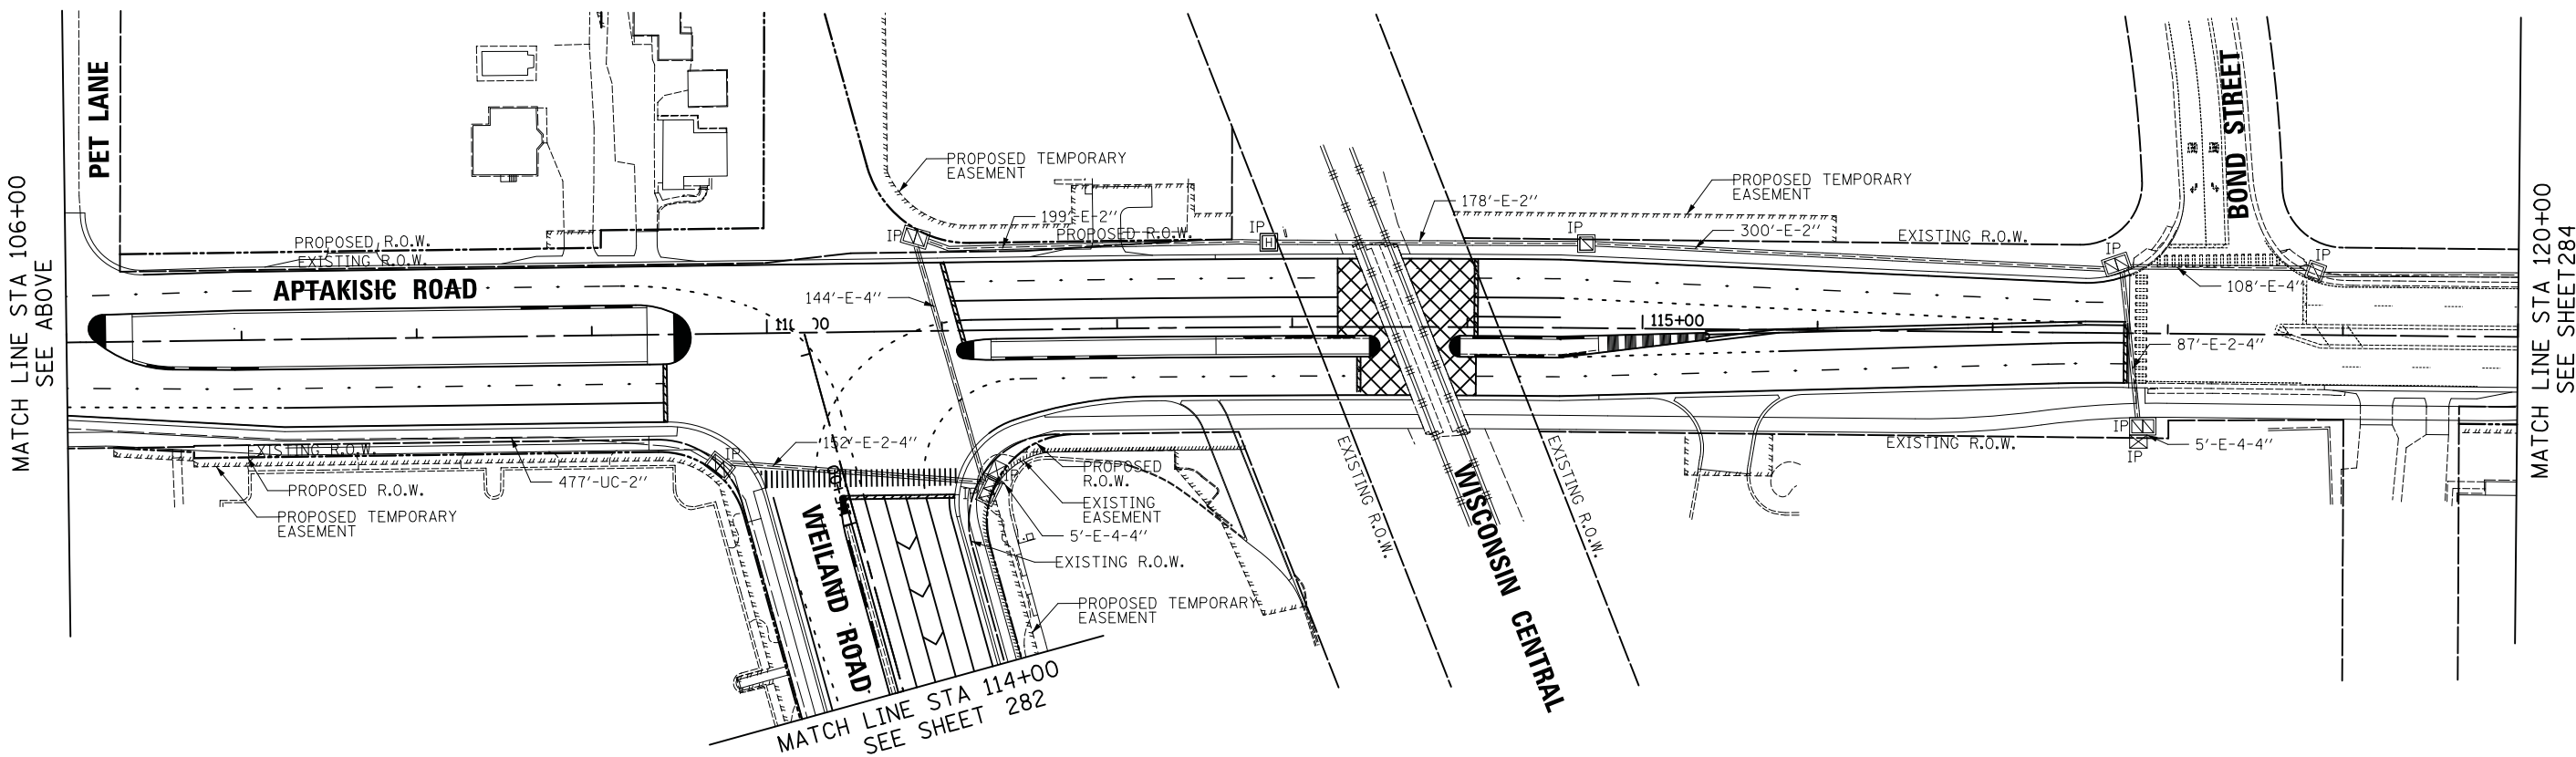 MATCH LINE STA 106+00
SEE ABOVE
PET LANE
PROPOSED R.O.W.
EXISTING R.O.W.
APTAKISIC ROAD
EXISTING R.O.W.
PROPOSED R.O.W.
PROPOSED TEMPORARY
EASEMENT
477'-UC-2"
IP
152'-E-2-4"
144'-E-4"
IP
PROPOSED TEMPORARY
EASEMENT
199'-E-2"
PROPOSED R.O.W.
IP
H
178'-E-2"
IP
PROPOSED TEMPORARY
EASEMENT
300'-E-2"
EXISTING R.O.W.
IP
BOND STREET
IP
108'-E-4"
115+00
87'-E-2-4"
IP
IP
5'-E-4-4"
EXISTING R.O.W.
WEILAND ROAD
PROPOSED
R.O.W.
EXISTING
EASEMENT
5'-E-4-4"
EXISTING R.O.W.
PROPOSED TEMPORARY
EASEMENT
EXISTING R.O.W.
WISCONSIN CENTRAL
EXISTING R.O.W.
MATCH LINE STA 114+00
SEE SHEET 282
MATCH LINE STA 120+00
SEE SHEET284